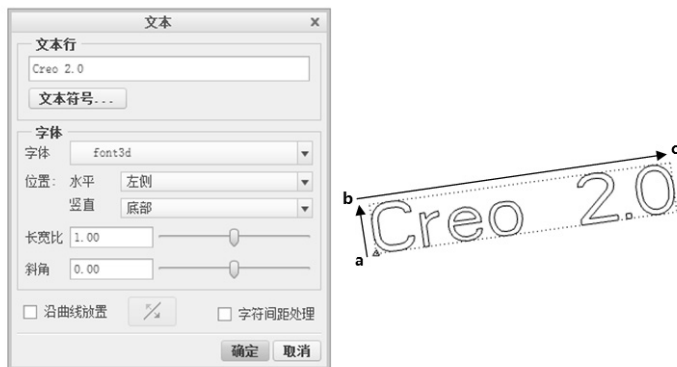 文本
文本行
Creo 2.0
文本符号...
字体
字体 font3d
位置: 水平 左侧
竖直 底部
长宽比 1.00
斜角 0.00
沿曲线放置 字符间距处理
确定 取消
c
b
Creo 2.0
a